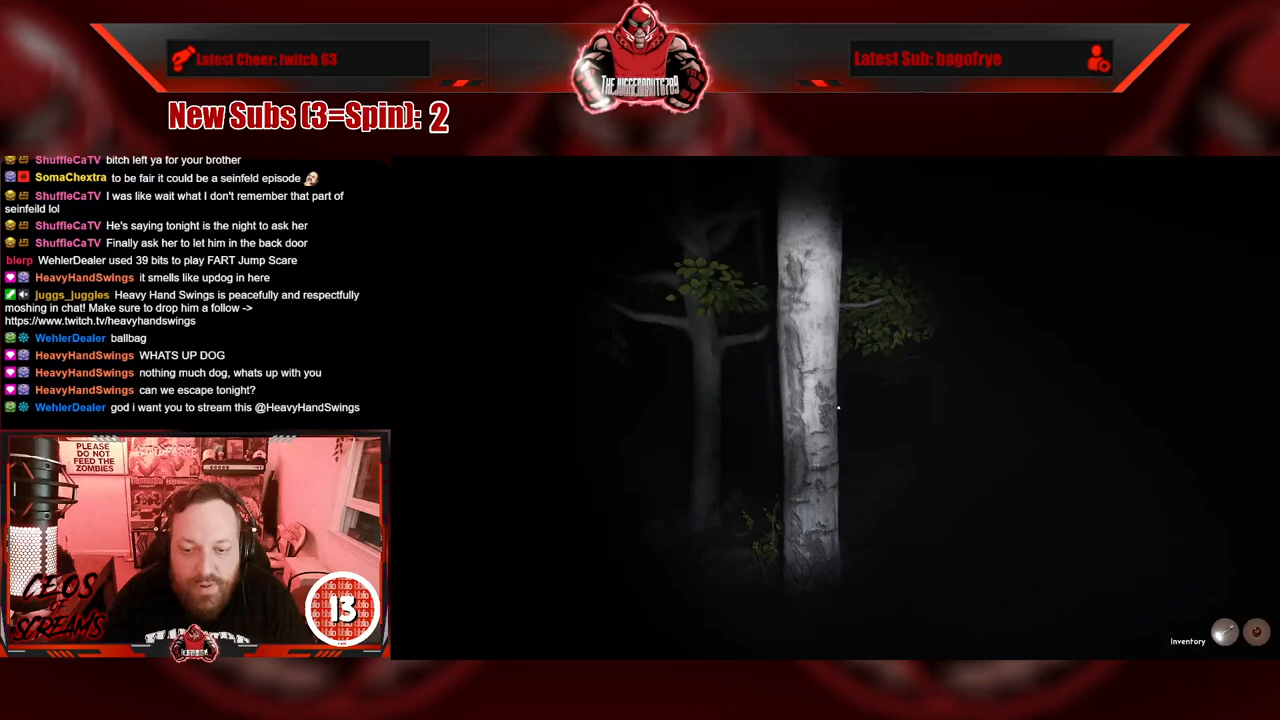 Latest Cheer: twitch 63
THEJUGGERNAUT6789
Latest Sub: bagofrye
New Subs (3=Spin): 2
ShuffleCaTV bitch left ya for your brother
SomaChextra to be fair it could be a seinfeld episode
ShuffleCaTV I was like wait what I don't remember that part of
seinfeild lol
ShuffleCaTV He's saying tonight is the night to ask her
ShuffleCaTV Finally ask her to let him in the back door
blerp WehlerDealer used 39 bits to play FART Jump Scare
HeavyHandSwings it smells like updog in here
juggs_juggles Heavy Hand Swings is peacefully and respectfully
moshing in chat! Make sure to drop him a follow ->
https://www.twitch.tv/heavyhandswings
WehlerDealer ballbag
HeavyHandSwings WHATS UP DOG
HeavyHandSwings nothing much dog, whats up with you
HeavyHandSwings can we escape tonight?
WehlerDealer god i want you to stream this @HeavyHandSwings
PLEASE
DO NOT
FEED THE
ZOMBIES
CEOS
OF
SCREAMS
13
Inventory